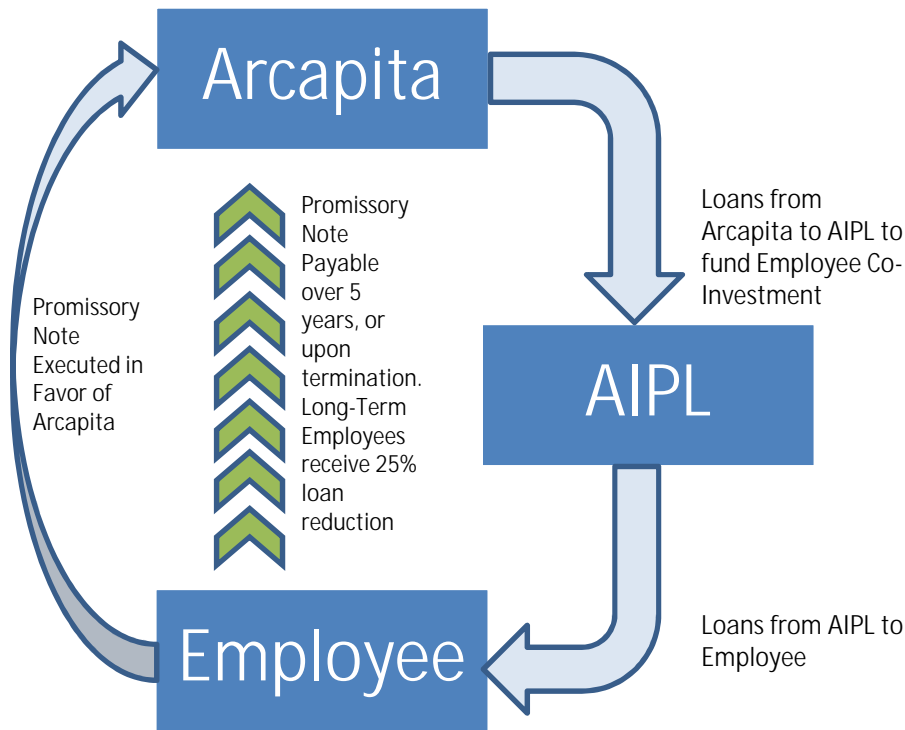 Arcapita
Loans from
Arcapita to AIPL to
fund Employee Co-
Investment
Promissory
Note
Payable
over 5
years, or
upon
termination.
Long-Term
Employees
receive 25%
loan
reduction
Promissory
Note
Executed in
Favor of
Arcapita
AIPL
Loans from AIPL to
Employee
Employee